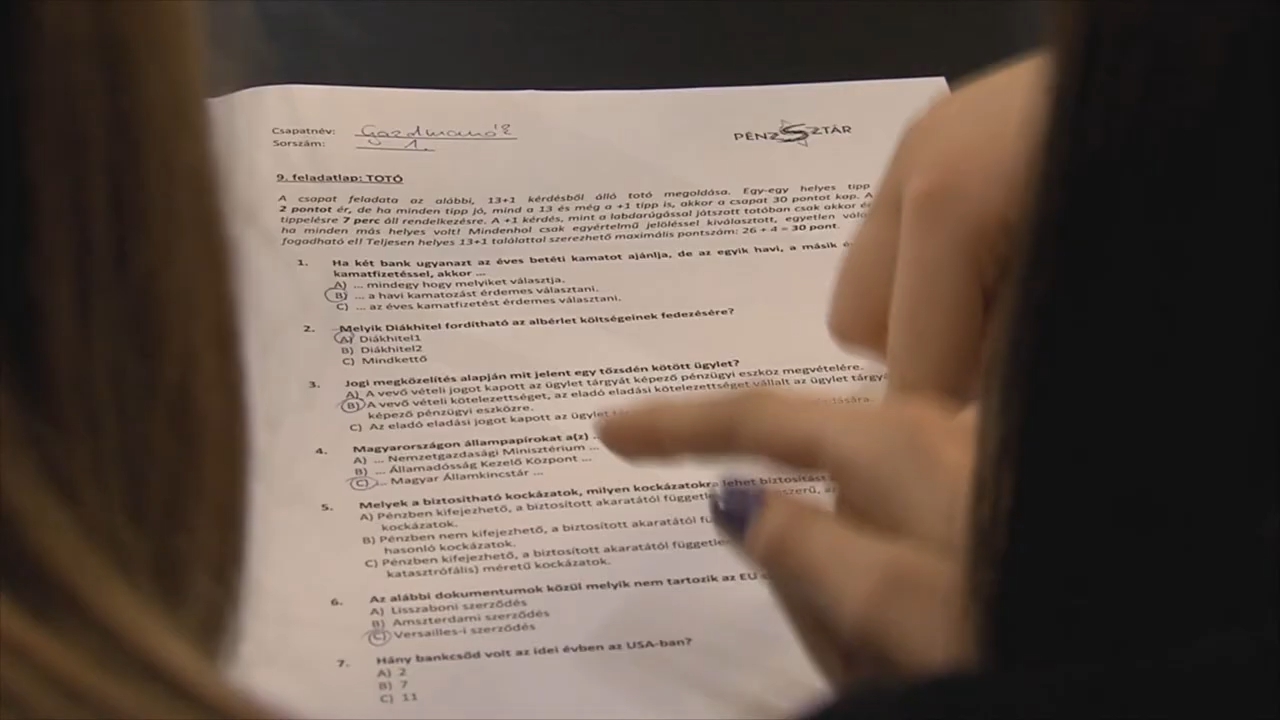 Csapatnév: Gazdmanók
Sorszám: 1.
PÉNZSZTÁR
9. feladatlap: TOTÓ
A csapat feladata az alábbi, 13+1 kérdésből álló totó megoldása. Egy-egy helyes tipp
2 pontot ér, de ha minden tipp jó, mind a 13 és még a +1 tipp is, akkor a csapat 30 pontot kap. A
tippelésre 7 perc áll rendelkezésre. A +1 kérdés, mint a labdarúgással játszott totóban csak akkor
ha minden más helyes volt! Mindenhol csak egyértelmű jelöléssel kiválasztott, egyetlen
fogadható el! Teljesen helyes 13+1 találattal szerezhető maximális pontszám: 26 + 4 = 30 pont.
1. Ha két bank ugyanazt az éves betéti kamatot ajánlja, de az egyik havi, a másik
kamatfizetéssel, akkor ...
A) ... mindegy hogy melyiket választja.
B) ... a havi kamatozást érdemes választani.
C) ... az éves kamatfizetést érdemes választani.
2. Melyik Diákhitel fordítható az albérlet költségeinek fedezésére?
A) Diákhitel1
B) Diákhitel2
C) Mindkettő
3. Jogi megközelítés alapján mit jelent egy tőzsdén kötött ügylet?
A) A vevő vételi jogot kapott az ügylet tárgyát képező pénzügyi eszköz megvételére.
B) A vevő vételi kötelezettséget, az eladó eladási kötelezettséget vállalt az ügylet
képező pénzügyi eszközre.
C) Az eladó eladási jogot kapott az ügylet
4. Magyarországon állampapírokat a(z) ...
A) ... Nemzetgazdasági Minisztérium ...
B) ... Államadósság Kezelő Központ ...
C) ... Magyar Államkincstár ...
5. Melyek a biztosítható kockázatok, milyen kockázatokra lehet biztosítást
A) Pénzben kifejezhető, a biztosított akaratától
kockázatok.
B) Pénzben nem kifejezhető, a biztosított akaratától
hasonló kockázatok.
C) Pénzben kifejezhető, a biztosított akaratától
katasztrófális) méretű kockázatok.
6. Az alábbi dokumentumok közül melyik nem tartozik az EU
A) Lisszaboni szerződés
B) Amszterdami szerződés
C) Versailles-i szerződés
7. Hány bankcsőd volt az idei évben az USA-ban?
A) 2
B) 7
C) 11